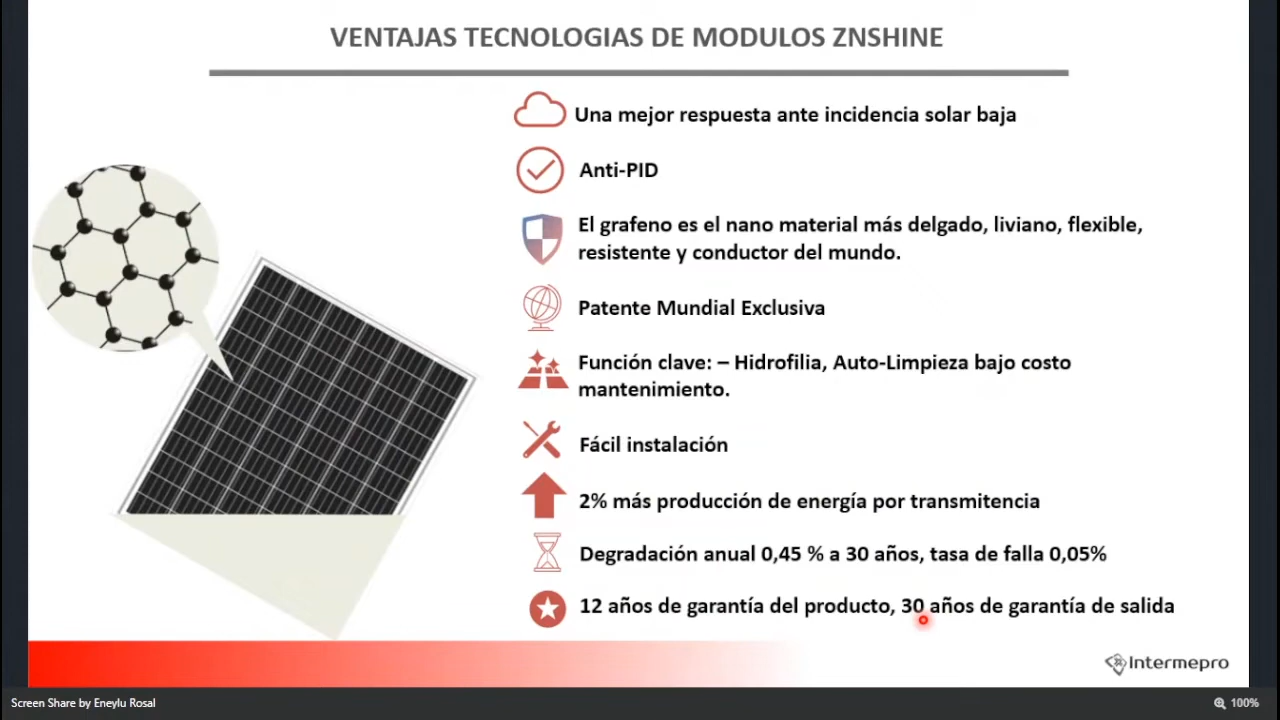 VENTAJAS TECNOLOGIAS DE MODULOS ZNSHINE
Una mejor respuesta ante incidencia solar baja
Anti-PID
El grafeno es el nano material más delgado, liviano, flexible,
resistente y conductor del mundo.
Patente Mundial Exclusiva
Función clave: – Hidrofilia, Auto-Limpieza bajo costo
mantenimiento.
Fácil instalación
2% más producción de energía por transmitencia
Degradación anual 0,45 % a 30 años, tasa de falla 0,05%
12 años de garantía del producto, 30 años de garantía de salida
Intermepro
Screen Share by Eneylu Rosal
100%